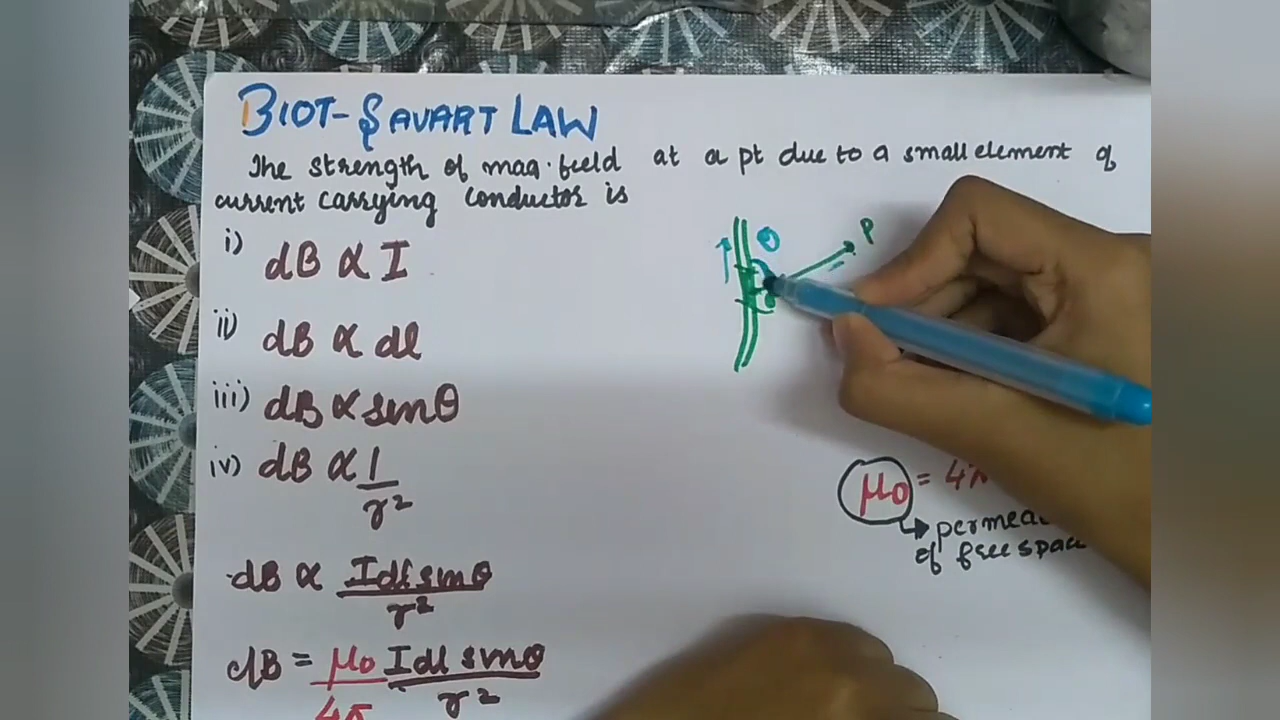 BIOT-SAVART LAW
The strength of mag. field at a pt due to a small element of
current carrying conductor is
i) dB ∝ I
ii) dB ∝ dl
iii) dB ∝ sinθ
iv) dB ∝ 1/r²
dB ∝ Idl sinθ/r²
dB = μ₀/4π Idl sinθ/r²
θ
P
μ₀ = 4π
of free space